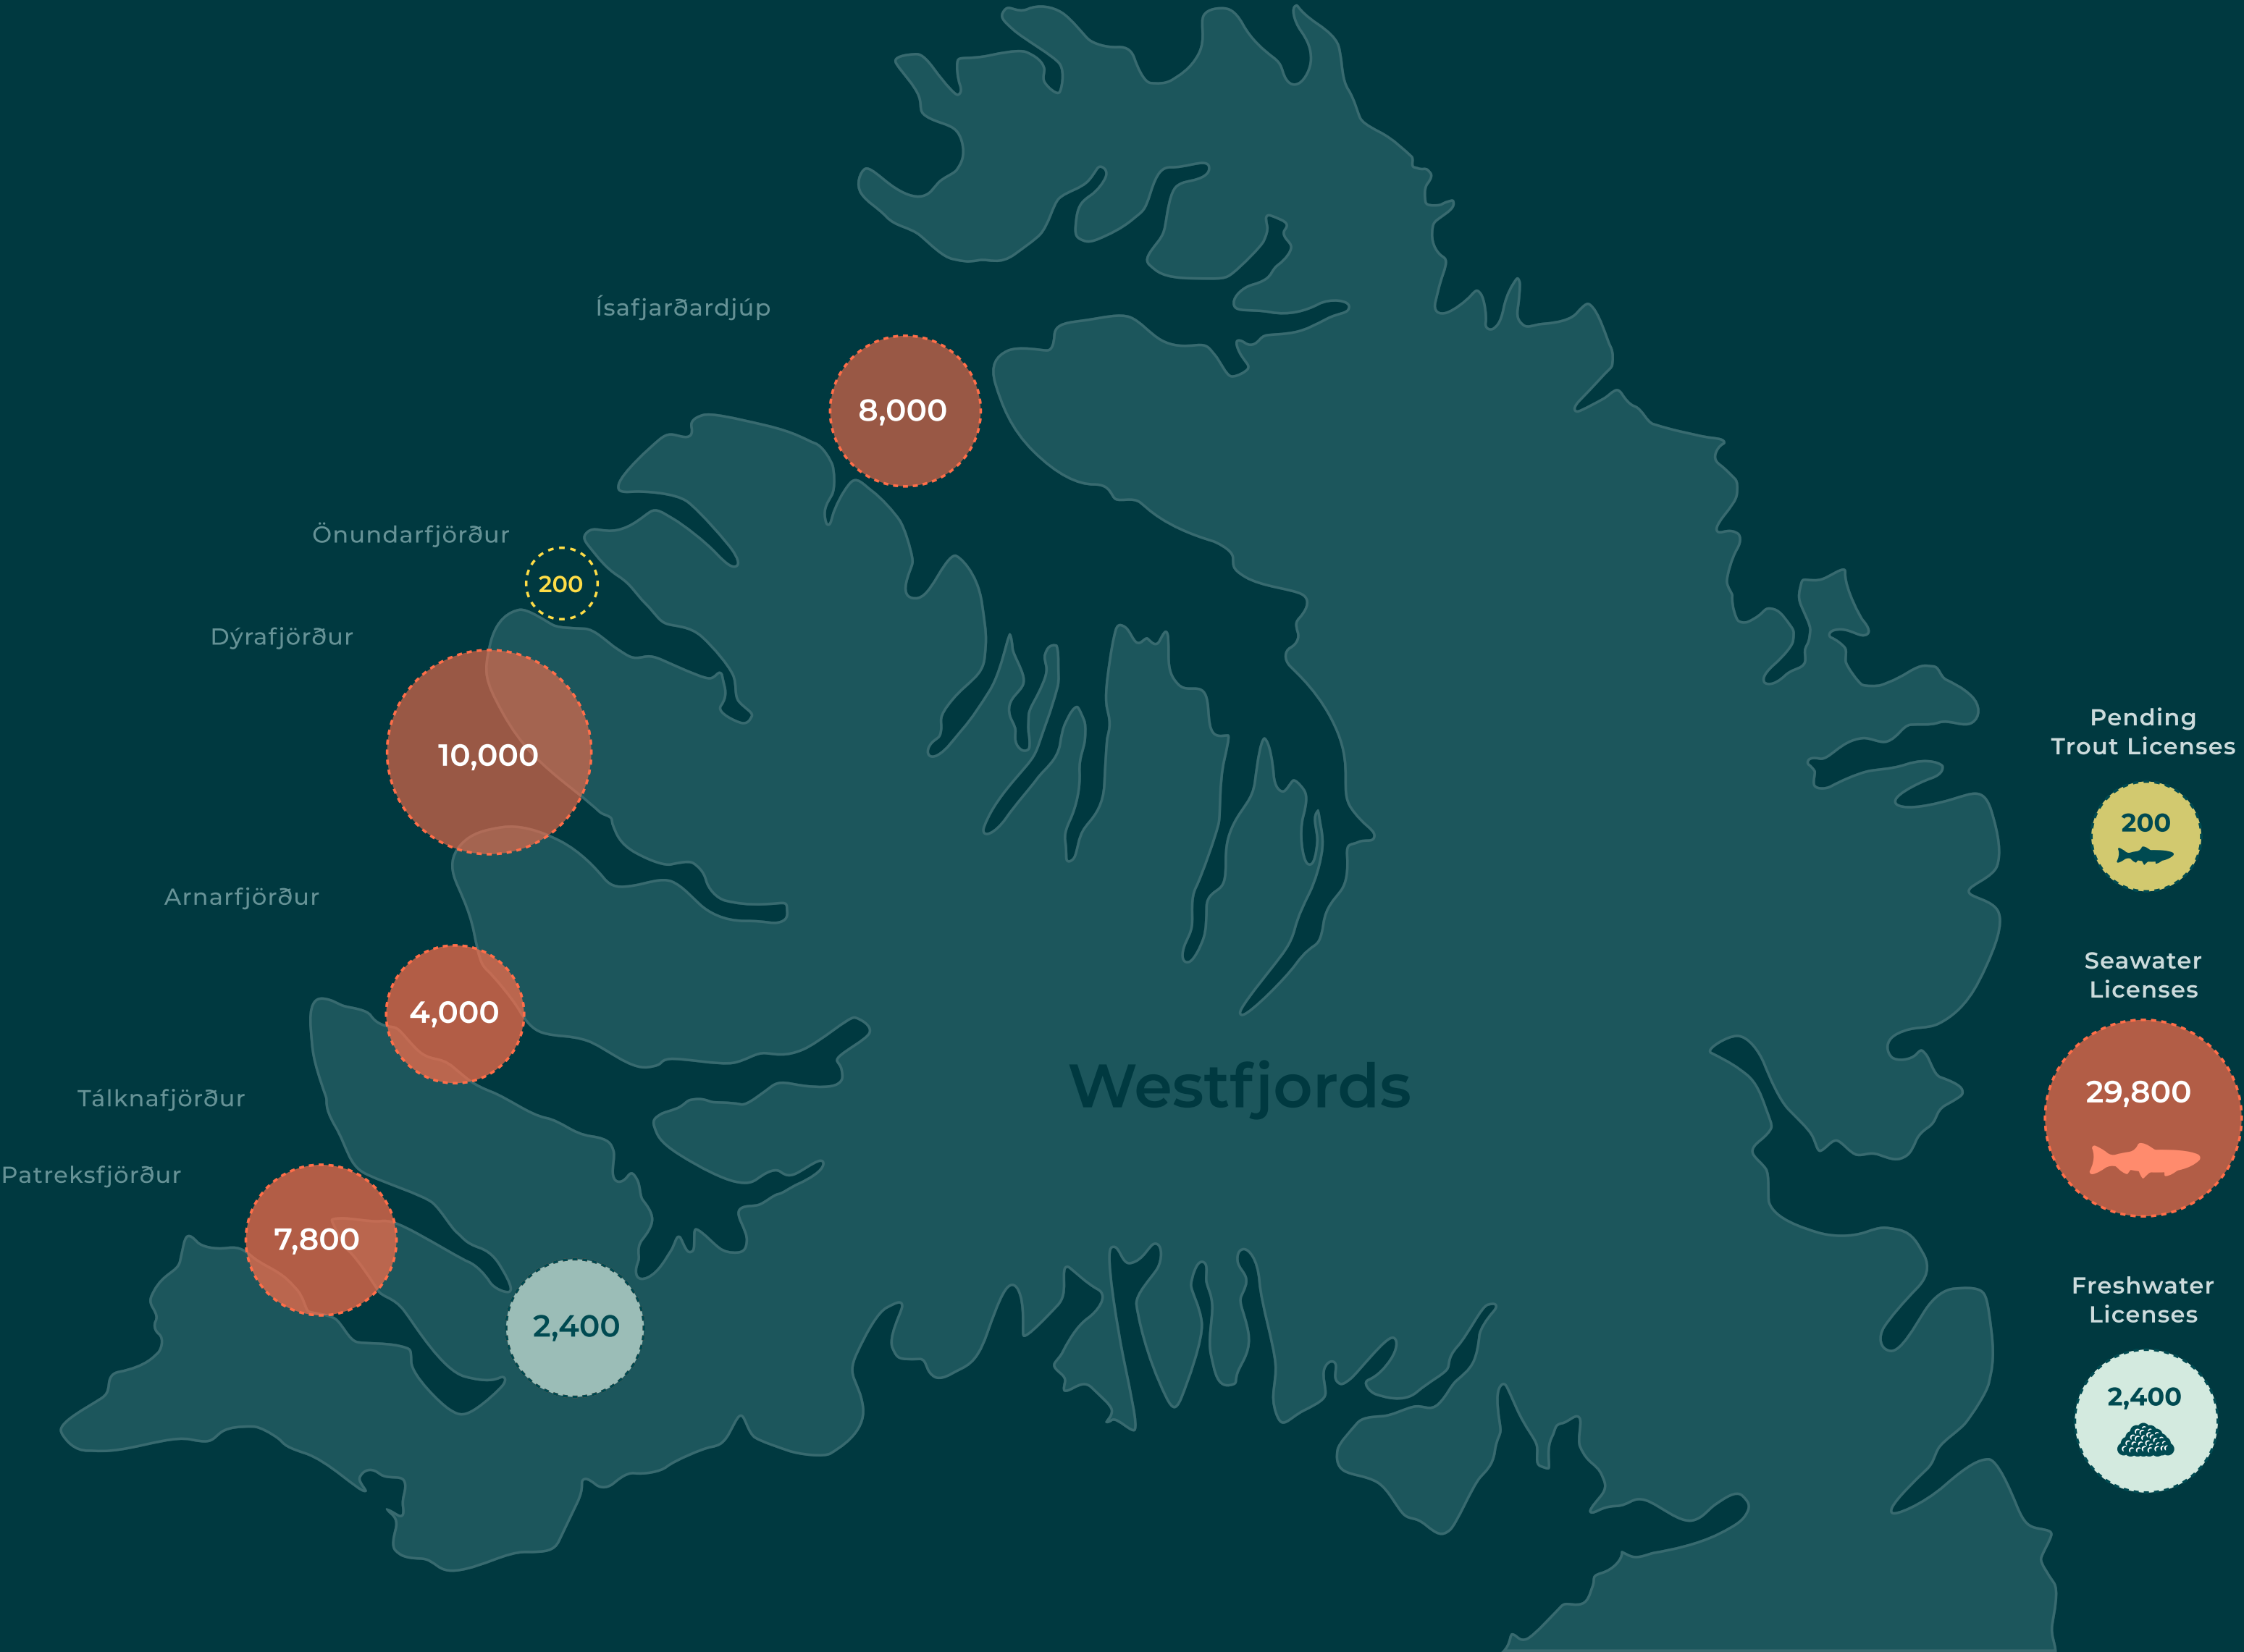 Ísafjarðardjúp
8,000
Önundarfjörður
200
Dýrafjörður
10,000
Arnarfjörður
4,000
Tálknafjörður
Patreksfjörður
7,800
2,400
Westfjords
Pending
Trout Licenses
200
Seawater
Licenses
29,800
Freshwater
Licenses
2,400